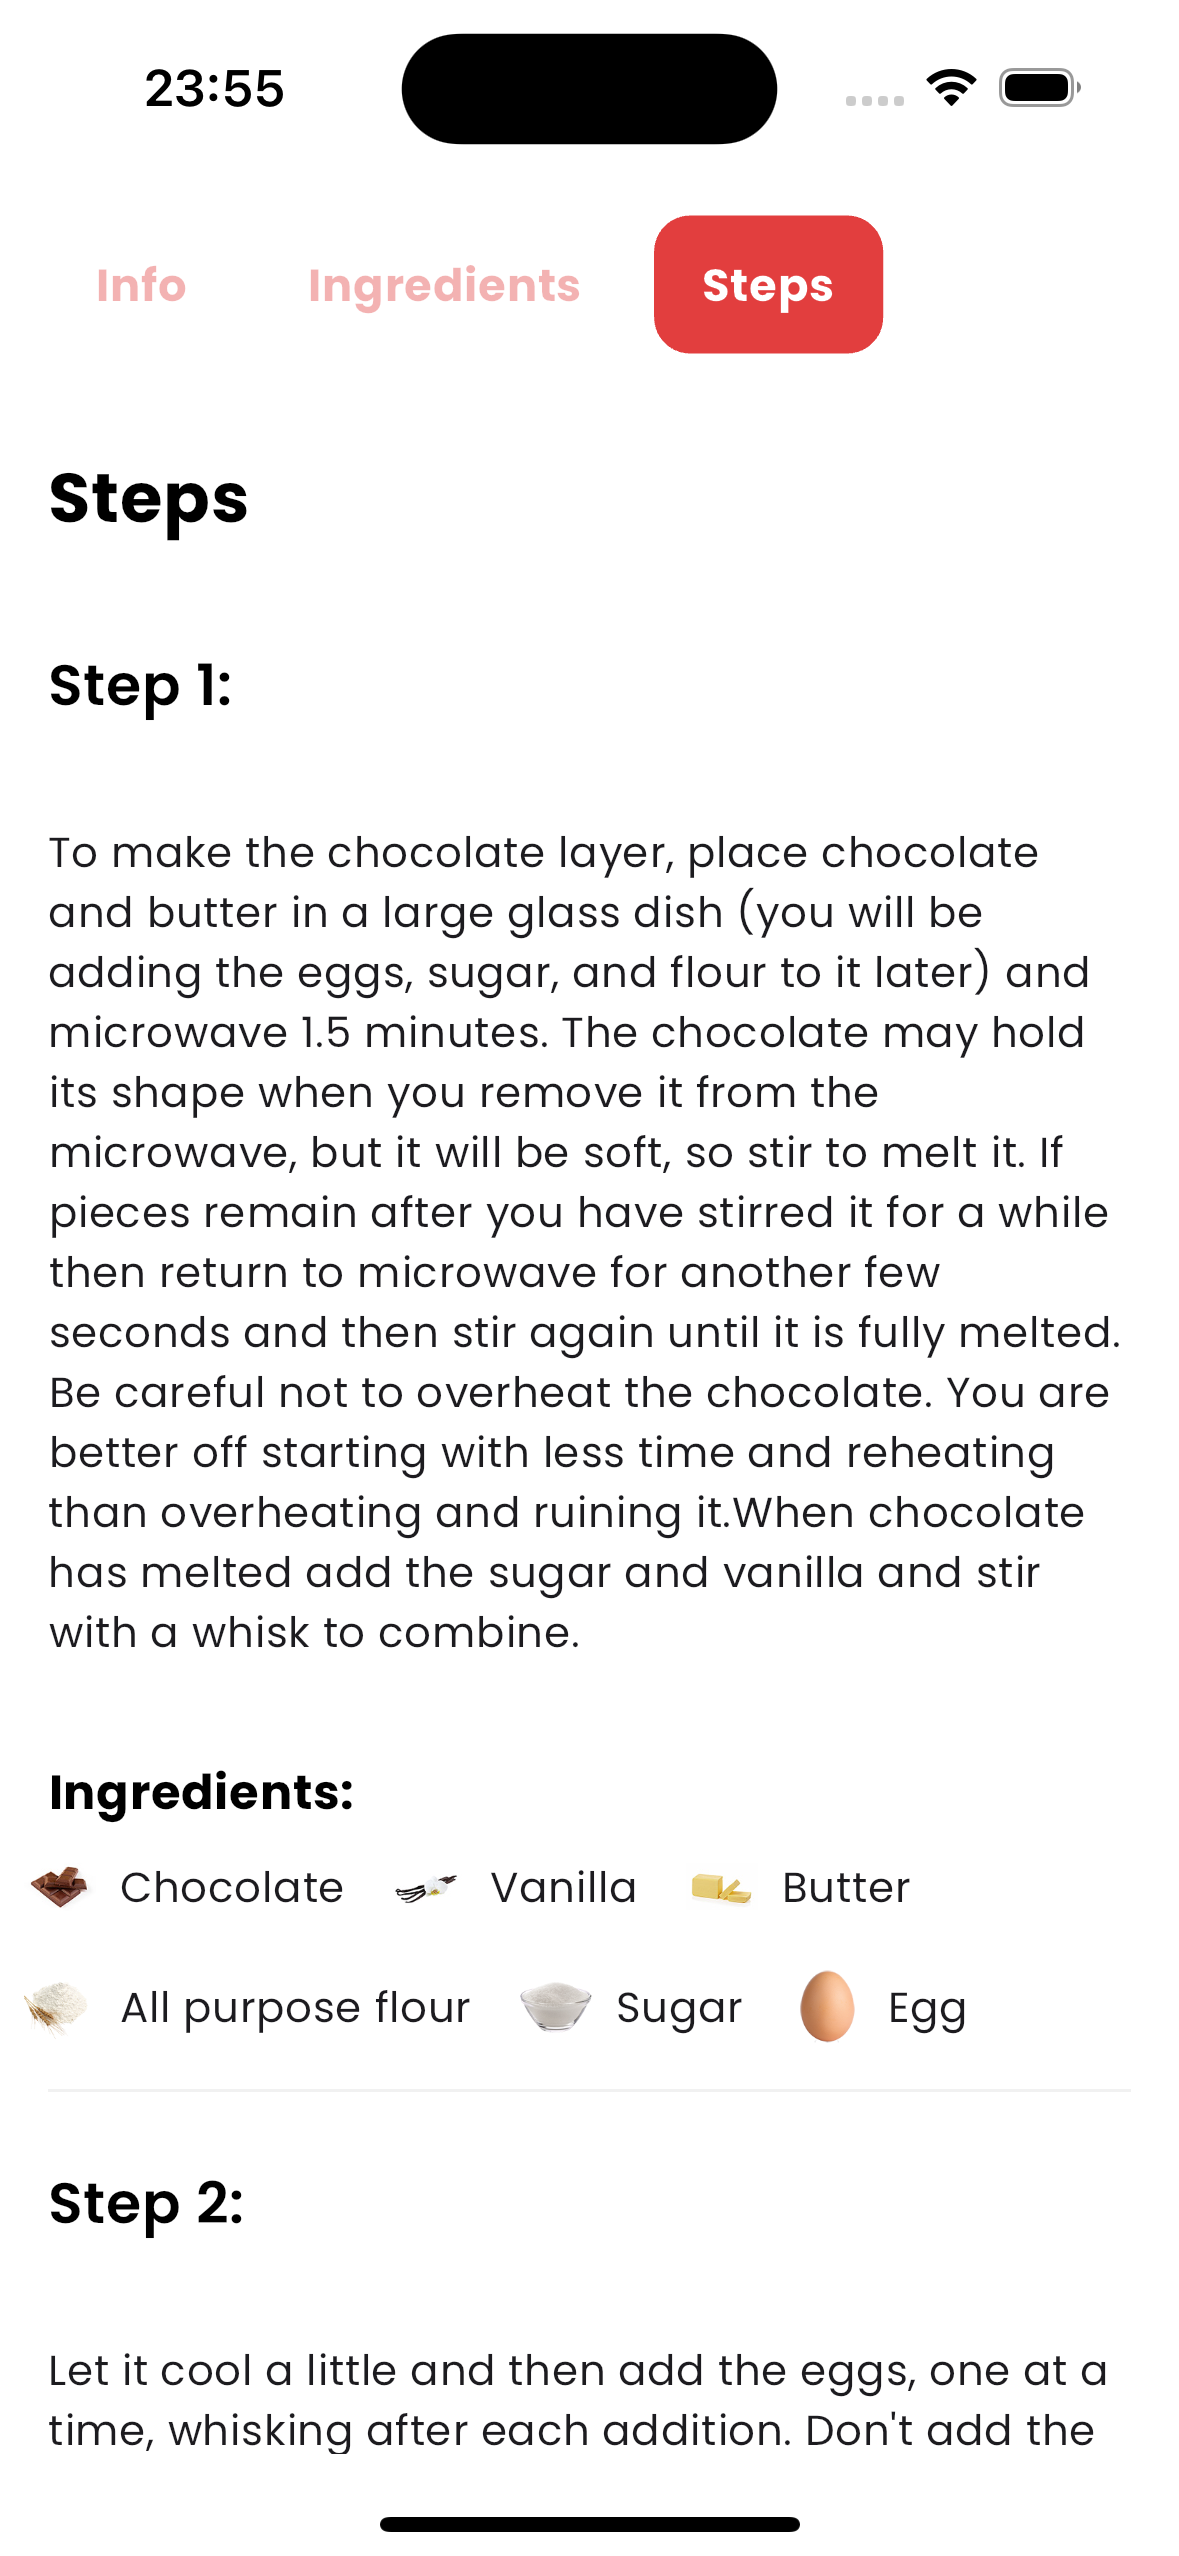 23:55
Info Ingredients Steps
Steps
Step 1:
To make the chocolate layer, place chocolate
and butter in a large glass dish (you will be
adding the eggs, sugar, and flour to it later) and
microwave 1.5 minutes. The chocolate may hold
its shape when you remove it from the
microwave, but it will be soft, so stir to melt it. If
pieces remain after you have stirred it for a while
then return to microwave for another few
seconds and then stir again until it is fully melted.
Be careful not to overheat the chocolate. You are
better off starting with less time and reheating
than overheating and ruining it.When chocolate
has melted add the sugar and vanilla and stir
with a whisk to combine.
Ingredients:
Chocolate Vanilla Butter
All purpose flour Sugar Egg
Step 2:
Let it cool a little and then add the eggs, one at a
time, whisking after each addition. Don't add the